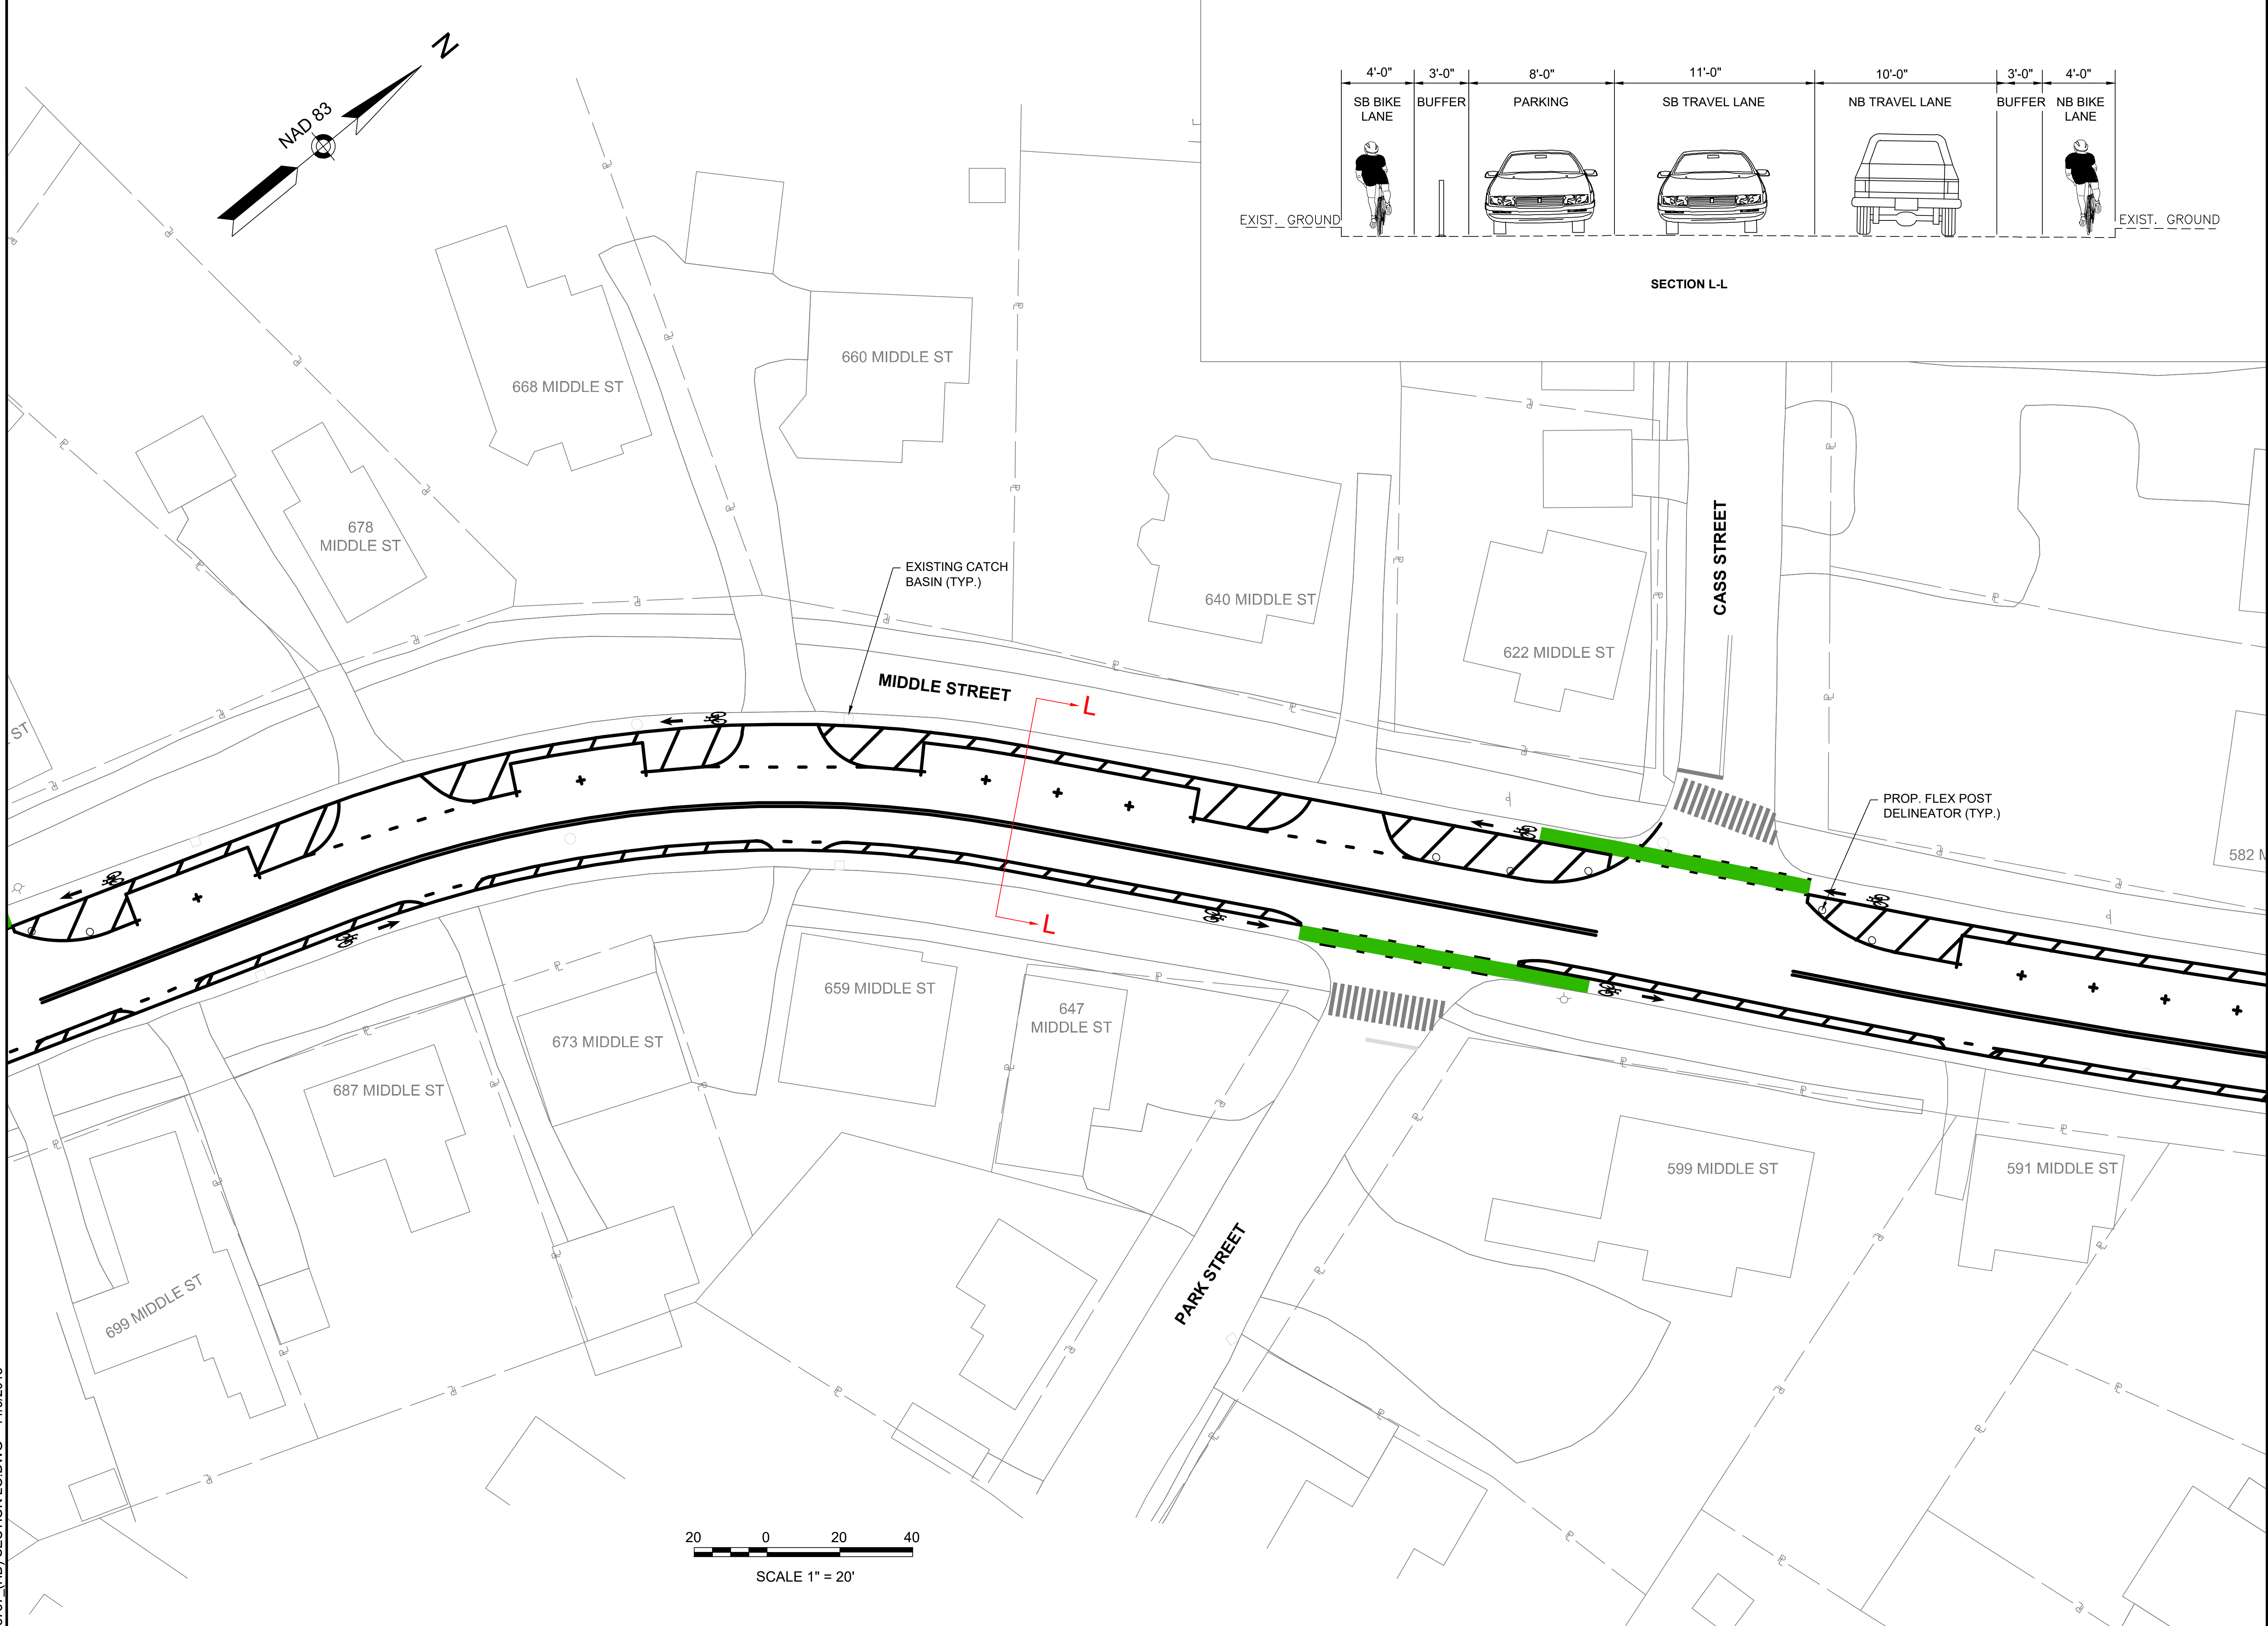 N
NAD 83
4'-0"
3'-0"
8'-0"
11'-0"
10'-0"
3'-0"
4'-0"
SB BIKE
LANE
BUFFER
PARKING
SB TRAVEL LANE
NB TRAVEL LANE
BUFFER
NB BIKE
LANE
EXIST. GROUND
EXIST. GROUND
SECTION L-L
668 MIDDLE ST
660 MIDDLE ST
678
MIDDLE ST
EXISTING CATCH
BASIN (TYP.)
640 MIDDLE ST
622 MIDDLE ST
CASS STREET
MIDDLE STREET
L
L
ST
PROP. FLEX POST
DELINEATOR (TYP.)
582 M
659 MIDDLE ST
647
MIDDLE ST
673 MIDDLE ST
687 MIDDLE ST
699 MIDDLE ST
599 MIDDLE ST
591 MIDDLE ST
PARK STREET
20 0 20 40
SCALE 1" = 20'